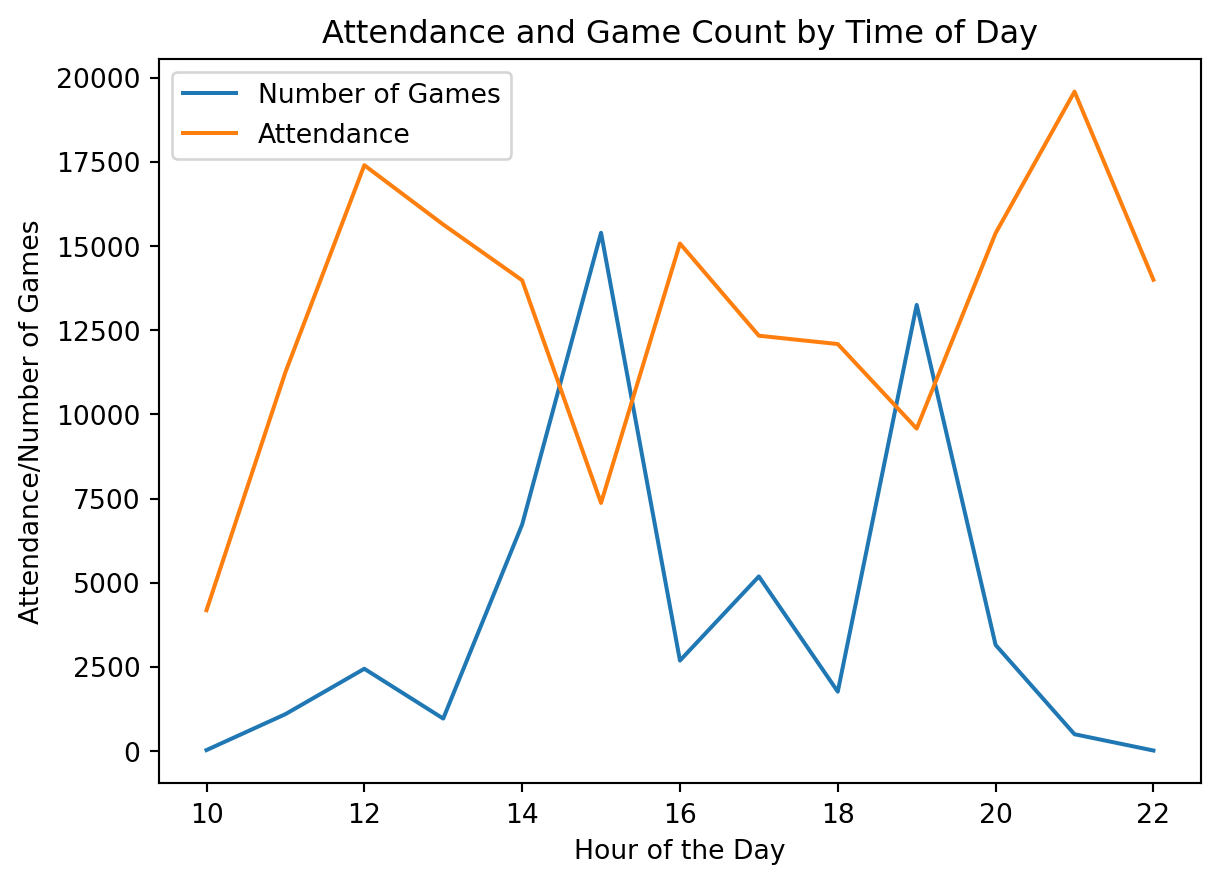 Attendance and Game Count by Time of Day
Number of Games
Attendance
20000
17500
15000
12500
10000
7500
5000
2500
0
Attendance/Number of Games
10 12 14 16 18 20 22
Hour of the Day